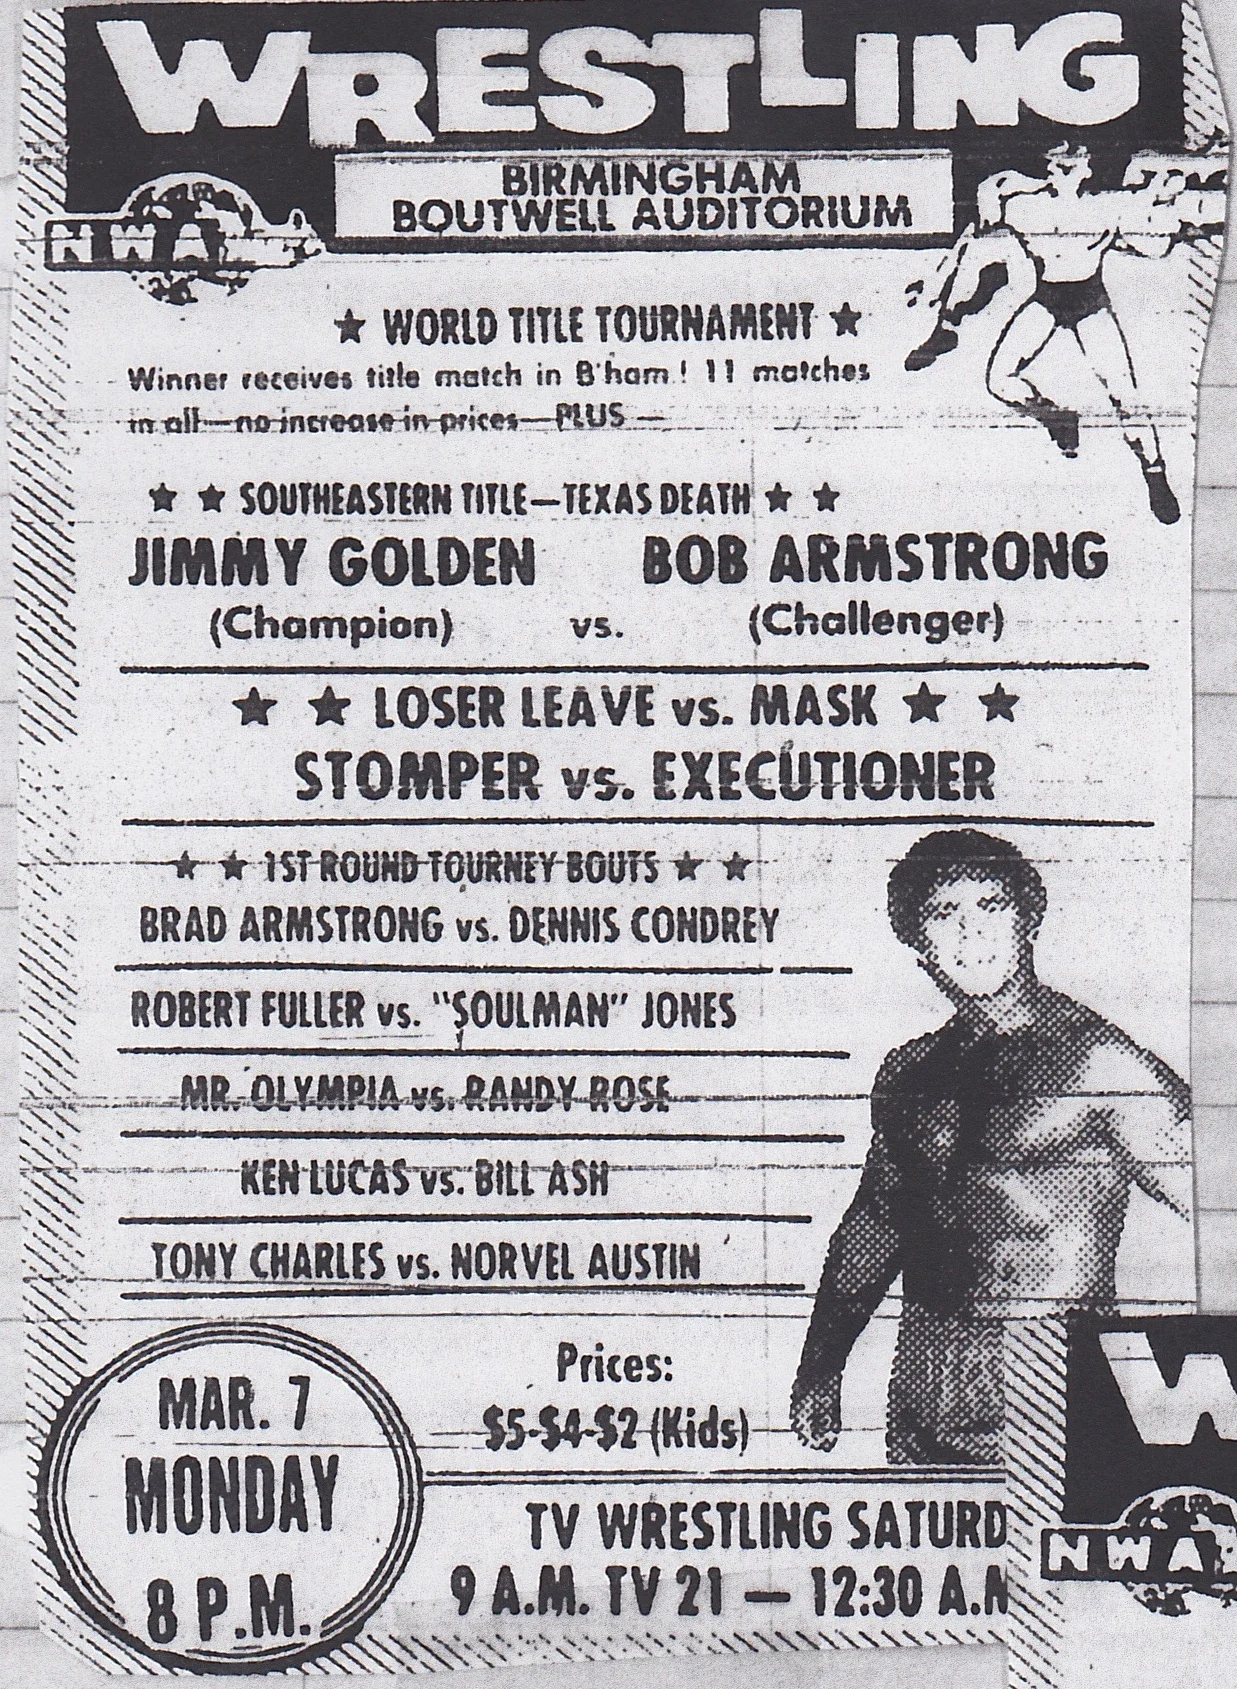 WRESTLING
BIRMINGHAM
BOUTWELL AUDITORIUM
NWA
★ WORLD TITLE TOURNAMENT ★
Winner receives title match in B'ham! 11 matches
in all—no increase in prices—PLUS—
★ ★ SOUTHEASTERN TITLE—TEXAS DEATH ★ ★
JIMMY GOLDEN BOB ARMSTRONG
(Champion) vs. (Challenger)
★ ★ LOSER LEAVE vs. MASK ★ ★
STOMPER vs. EXECUTIONER
★ ★ 1ST ROUND TOURNEY BOUTS ★ ★
BRAD ARMSTRONG vs. DENNIS CONDREY
ROBERT FULLER vs. "SOULMAN" JONES
MR. OLYMPIA vs. RANDY ROSE
KEN LUCAS vs. BILL ASH
TONY CHARLES vs. NORVEL AUSTIN
MAR. 7
MONDAY
8 P.M.
Prices:
$5-$4-$2 (Kids)
TV WRESTLING SATURD
9 A.M. TV 21 — 12:30 A.
W
NWA